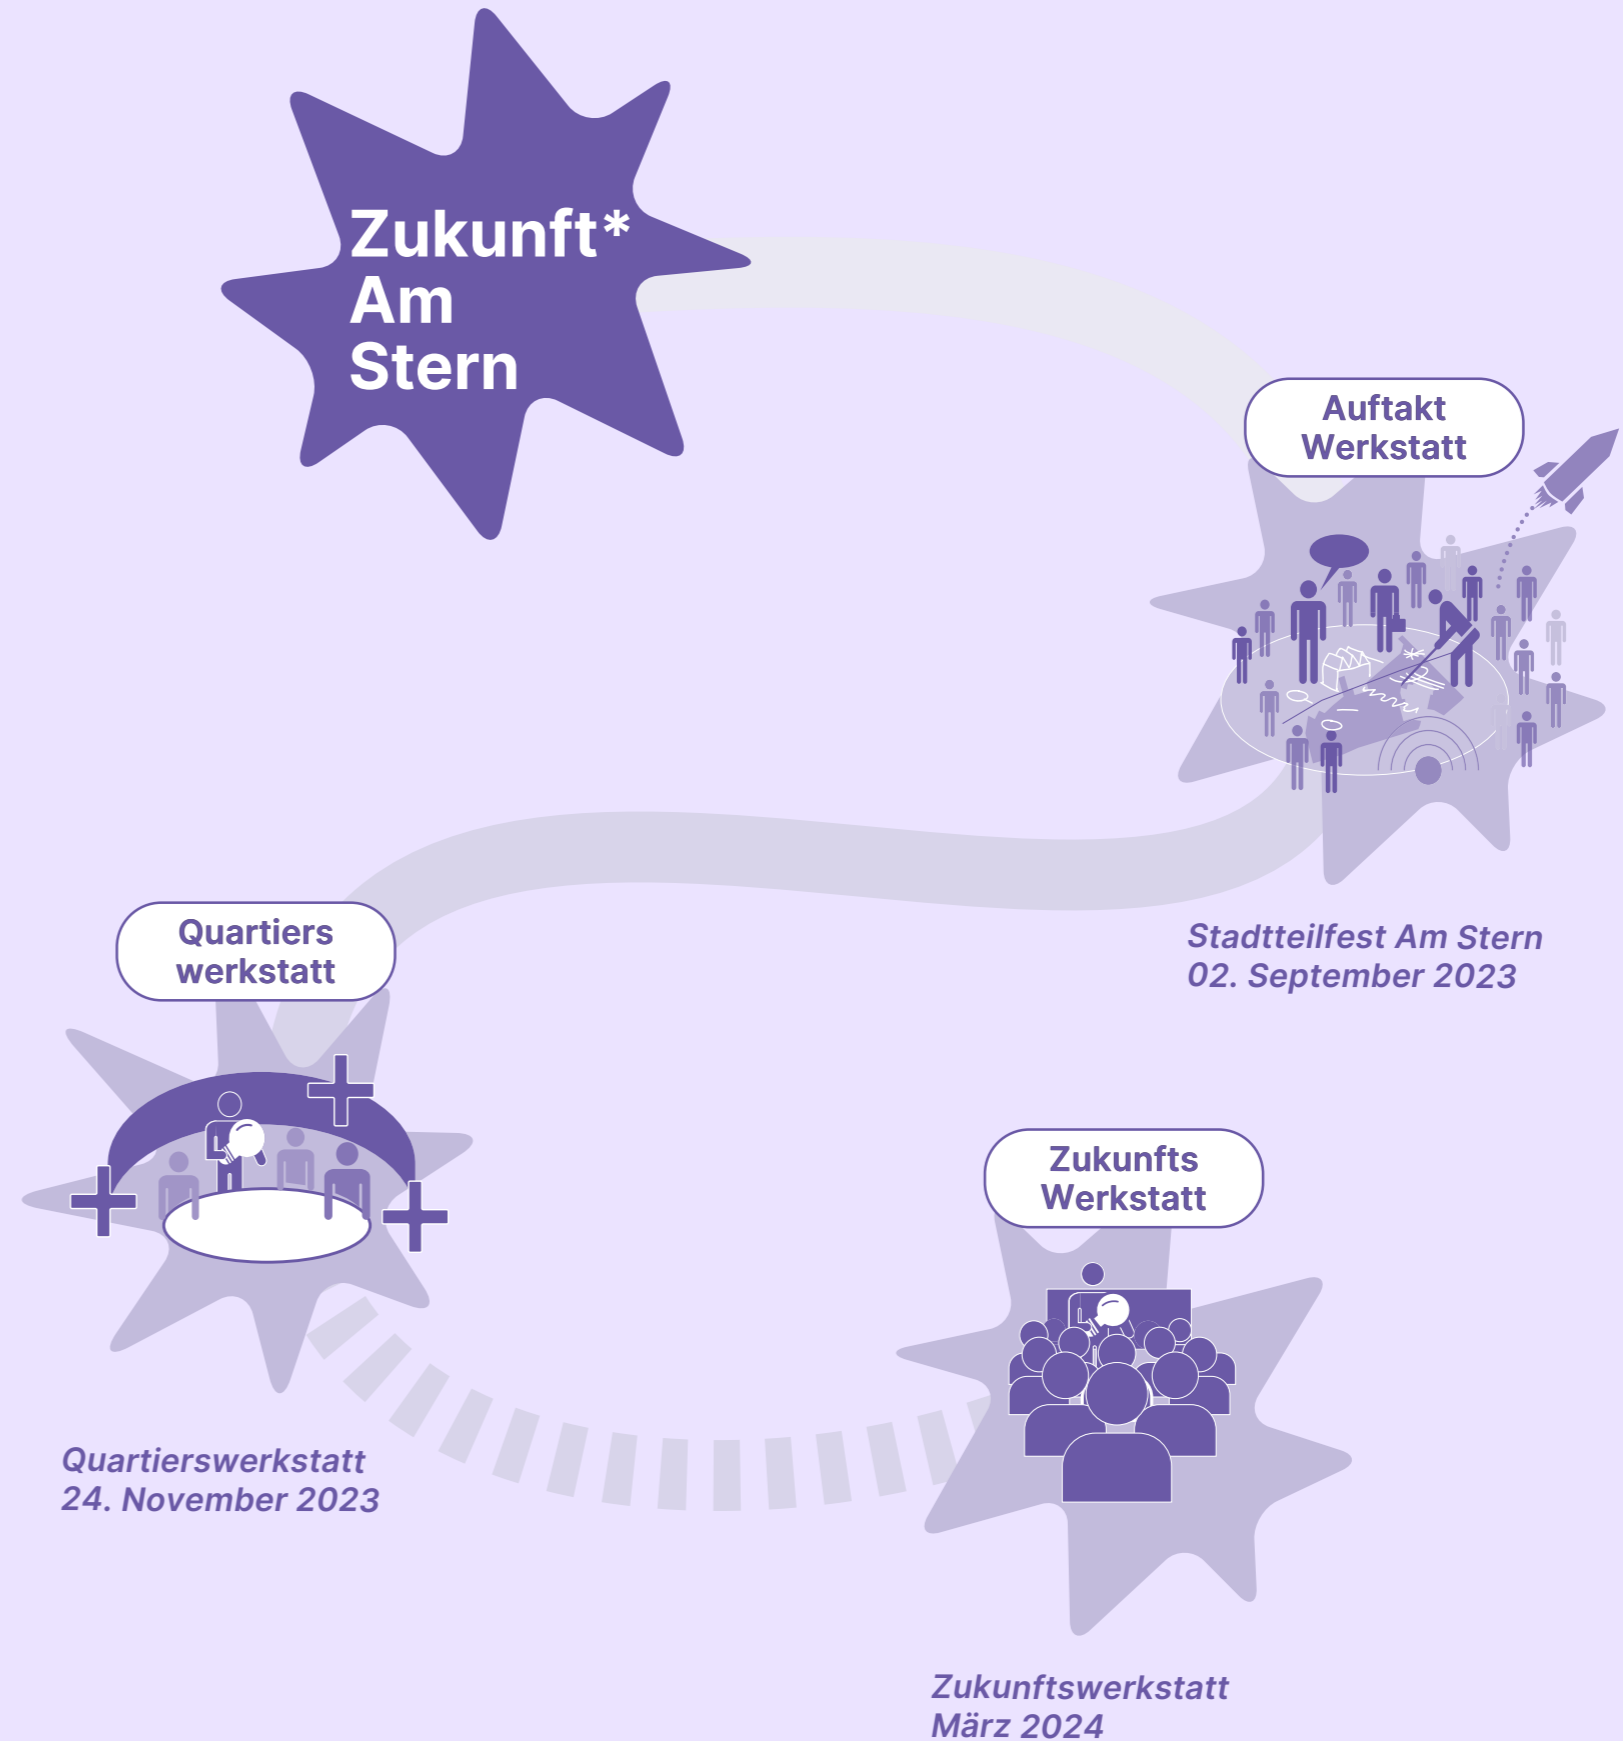 Zukunft*
Am
Stern
Auftakt
Werkstatt
Stadtteilfest Am Stern
02. September 2023
Quartiers
werkstatt
Quartierswerkstatt
24. November 2023
Zukunfts
Werkstatt
Zukunftswerkstatt
März 2024